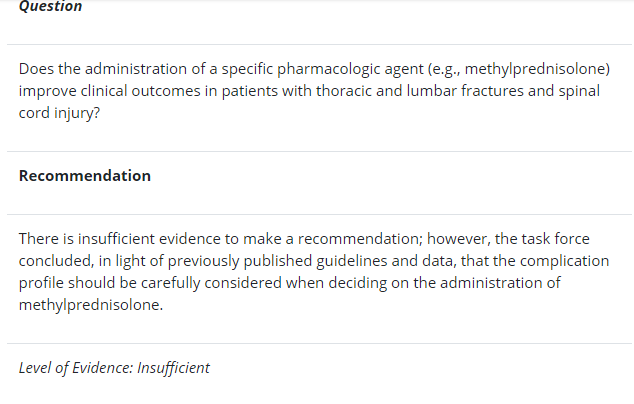 Question
Does the administration of a specific pharmacologic agent (e.g., methylprednisolone)
improve clinical outcomes in patients with thoracic and lumbar fractures and spinal
cord injury?
Recommendation
There is insufficient evidence to make a recommendation; however, the task force
concluded, in light of previously published guidelines and data, that the complication
profile should be carefully considered when deciding on the administration of
methylprednisolone.
Level of Evidence: Insufficient